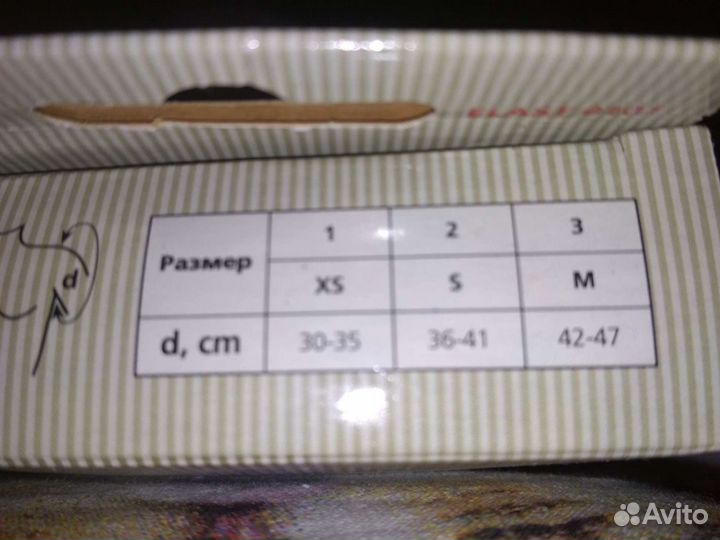 d
Размер 1 2 3
XS S M
d, cm 30-35 36-41 42-47
Avito